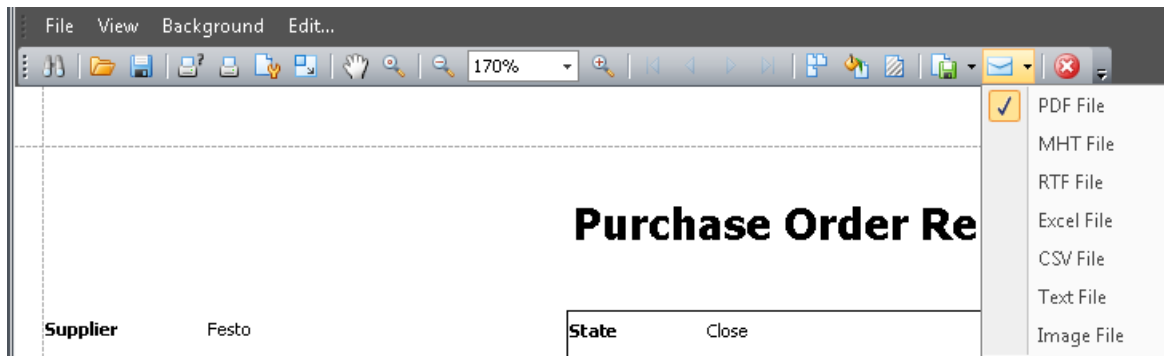 File View Background Edit...
170%
PDF File
MHT File
RTF File
Purchase Order Re
Excel File
CSV File
Text File
Supplier Festo State Close
Image File